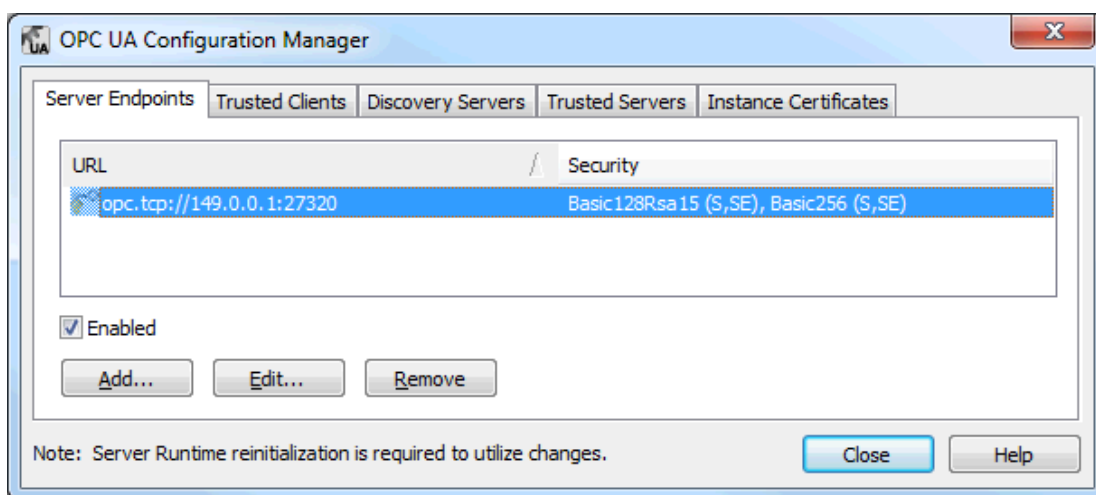 UA OPC UA Configuration Manager
Server Endpoints Trusted Clients Discovery Servers Trusted Servers Instance Certificates
URL Security
opc.tcp://149.0.0.1:27320 Basic128Rsa15 (S,SE), Basic256 (S,SE)
Enabled
Add... Edit... Remove
Note: Server Runtime reinitialization is required to utilize changes. Close Help